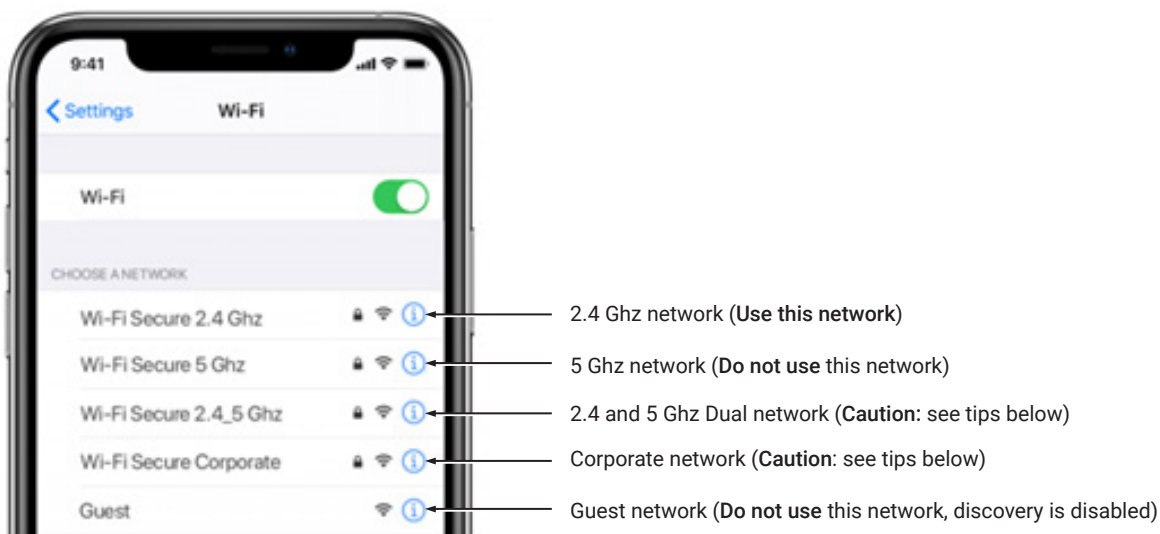 9:41
Settings
Wi-Fi
Wi-Fi
CHOOSE A NETWORK
Wi-Fi Secure 2.4 Ghz
2.4 Ghz network (Use this network)
Wi-Fi Secure 5 Ghz
5 Ghz network (Do not use this network)
Wi-Fi Secure 2.4_5 Ghz
2.4 and 5 Ghz Dual network (Caution: see tips below)
Wi-Fi Secure Corporate
Corporate network (Caution: see tips below)
Guest
Guest network (Do not use this network, discovery is disabled)